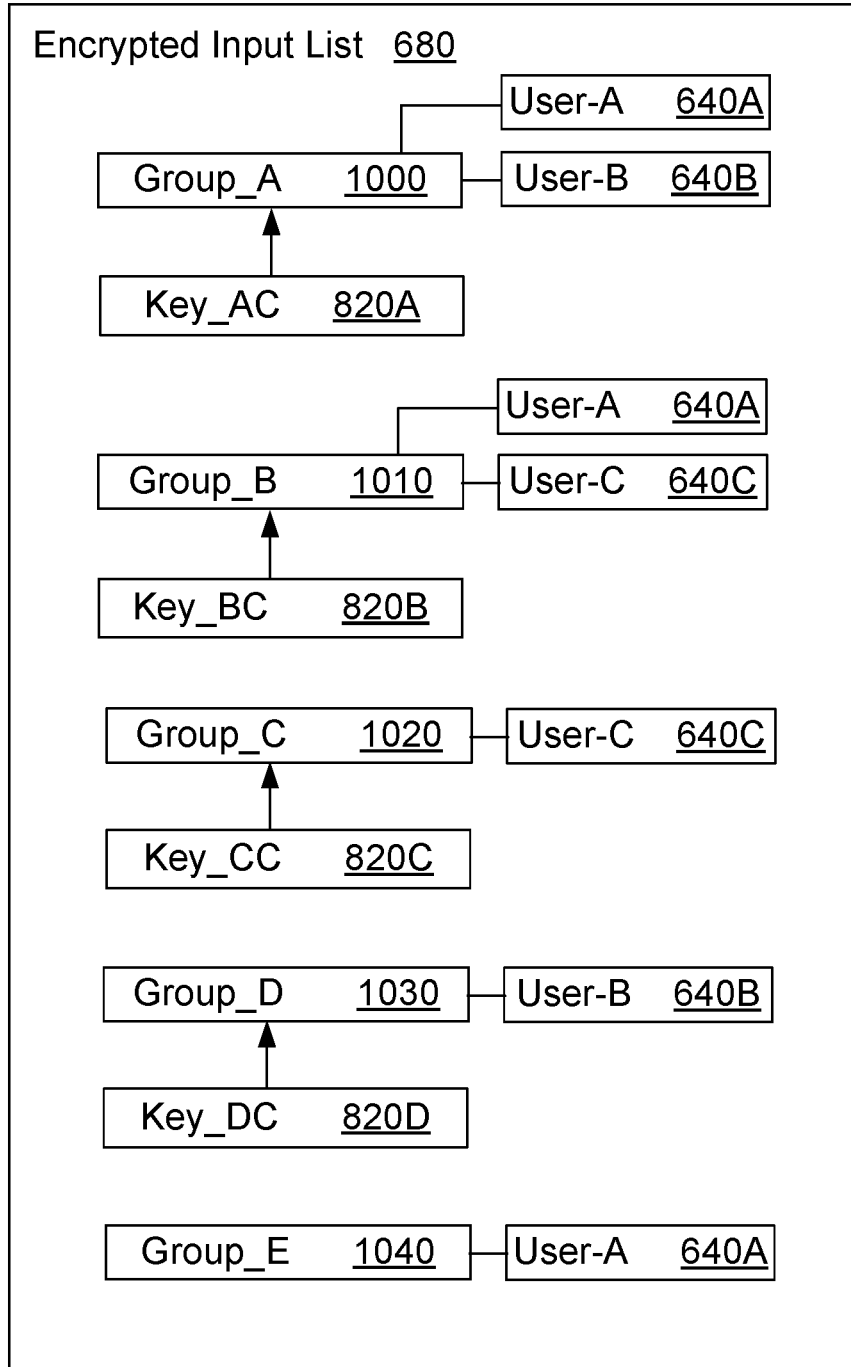 Encrypted Input List 680
User-A 640A
Group_A 1000
User-B 640B
Key_AC 820A
User-A 640A
Group_B 1010
User-C 640C
Key_BC 820B
Group_C 1020
User-C 640C
Key_CC 820C
Group_D 1030
User-B 640B
Key_DC 820D
Group_E 1040
User-A 640A